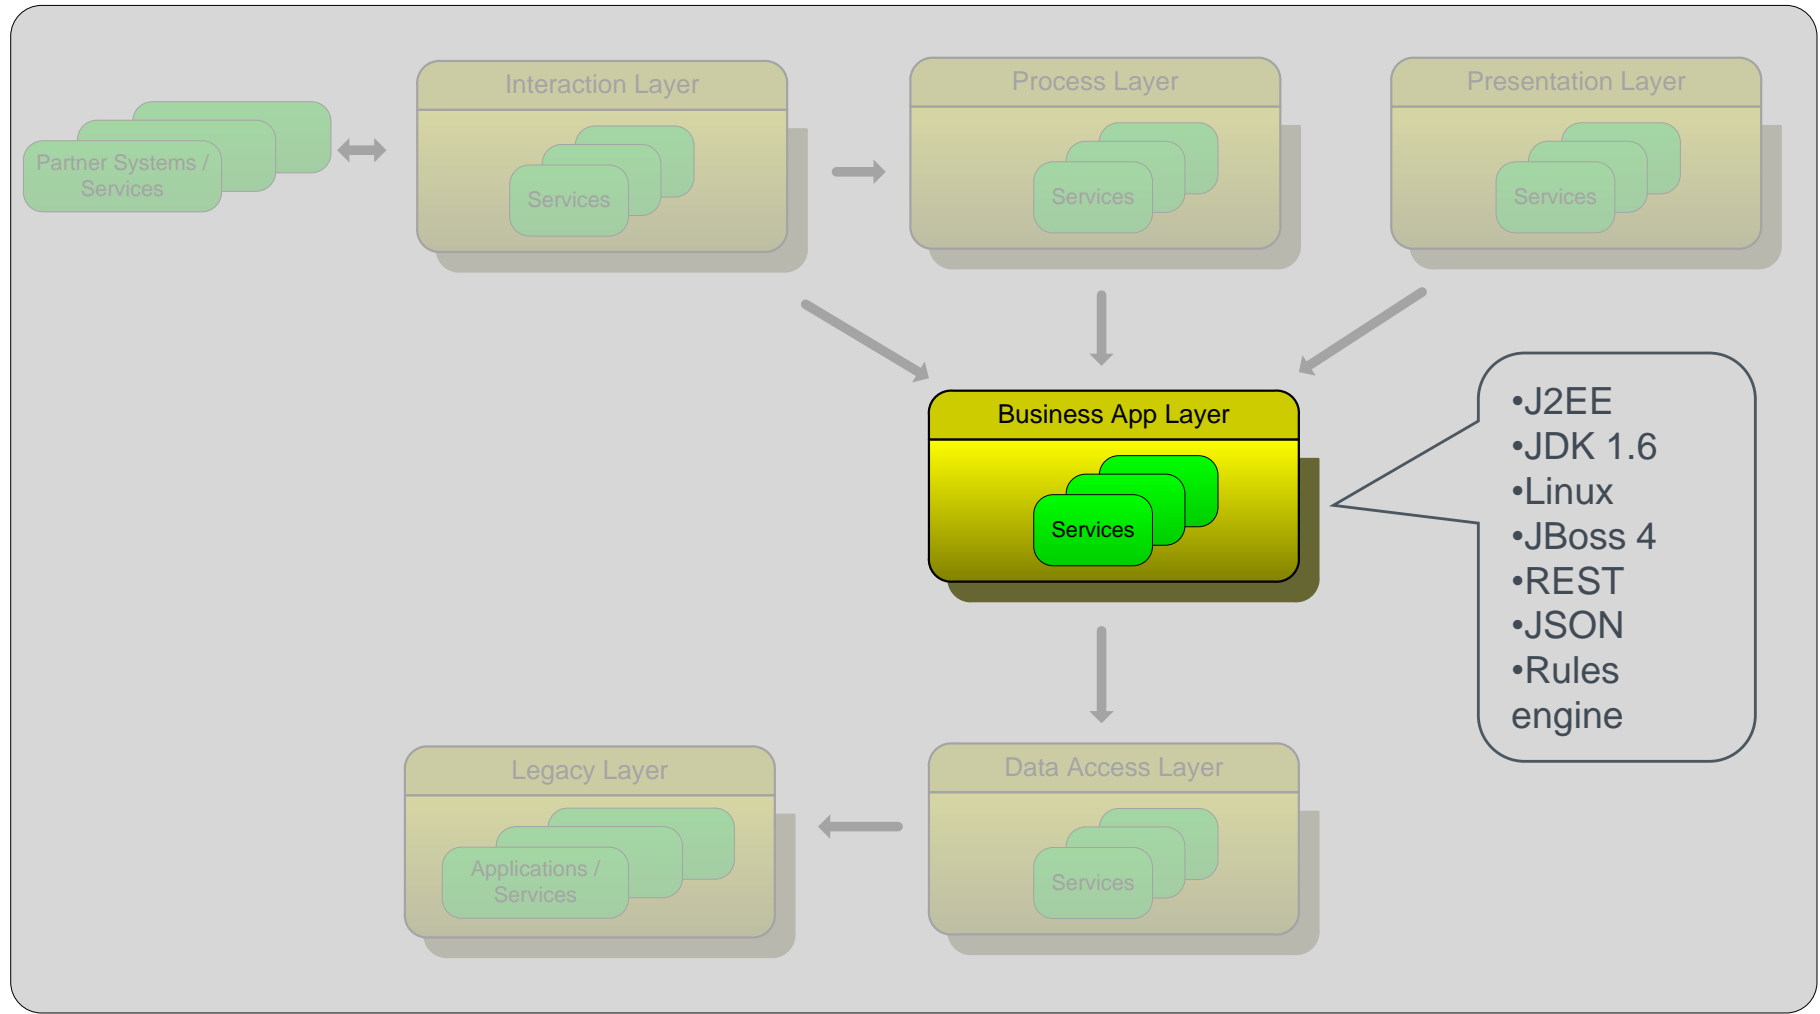 Interaction Layer
Process Layer
Presentation Layer
Partner Systems /
Services
Services
Services
Services
Business App Layer
Services
•J2EE
•JDK 1.6
•Linux
•JBoss 4
•REST
•JSON
•Rules
engine
Legacy Layer
Applications /
Services
Data Access Layer
Services